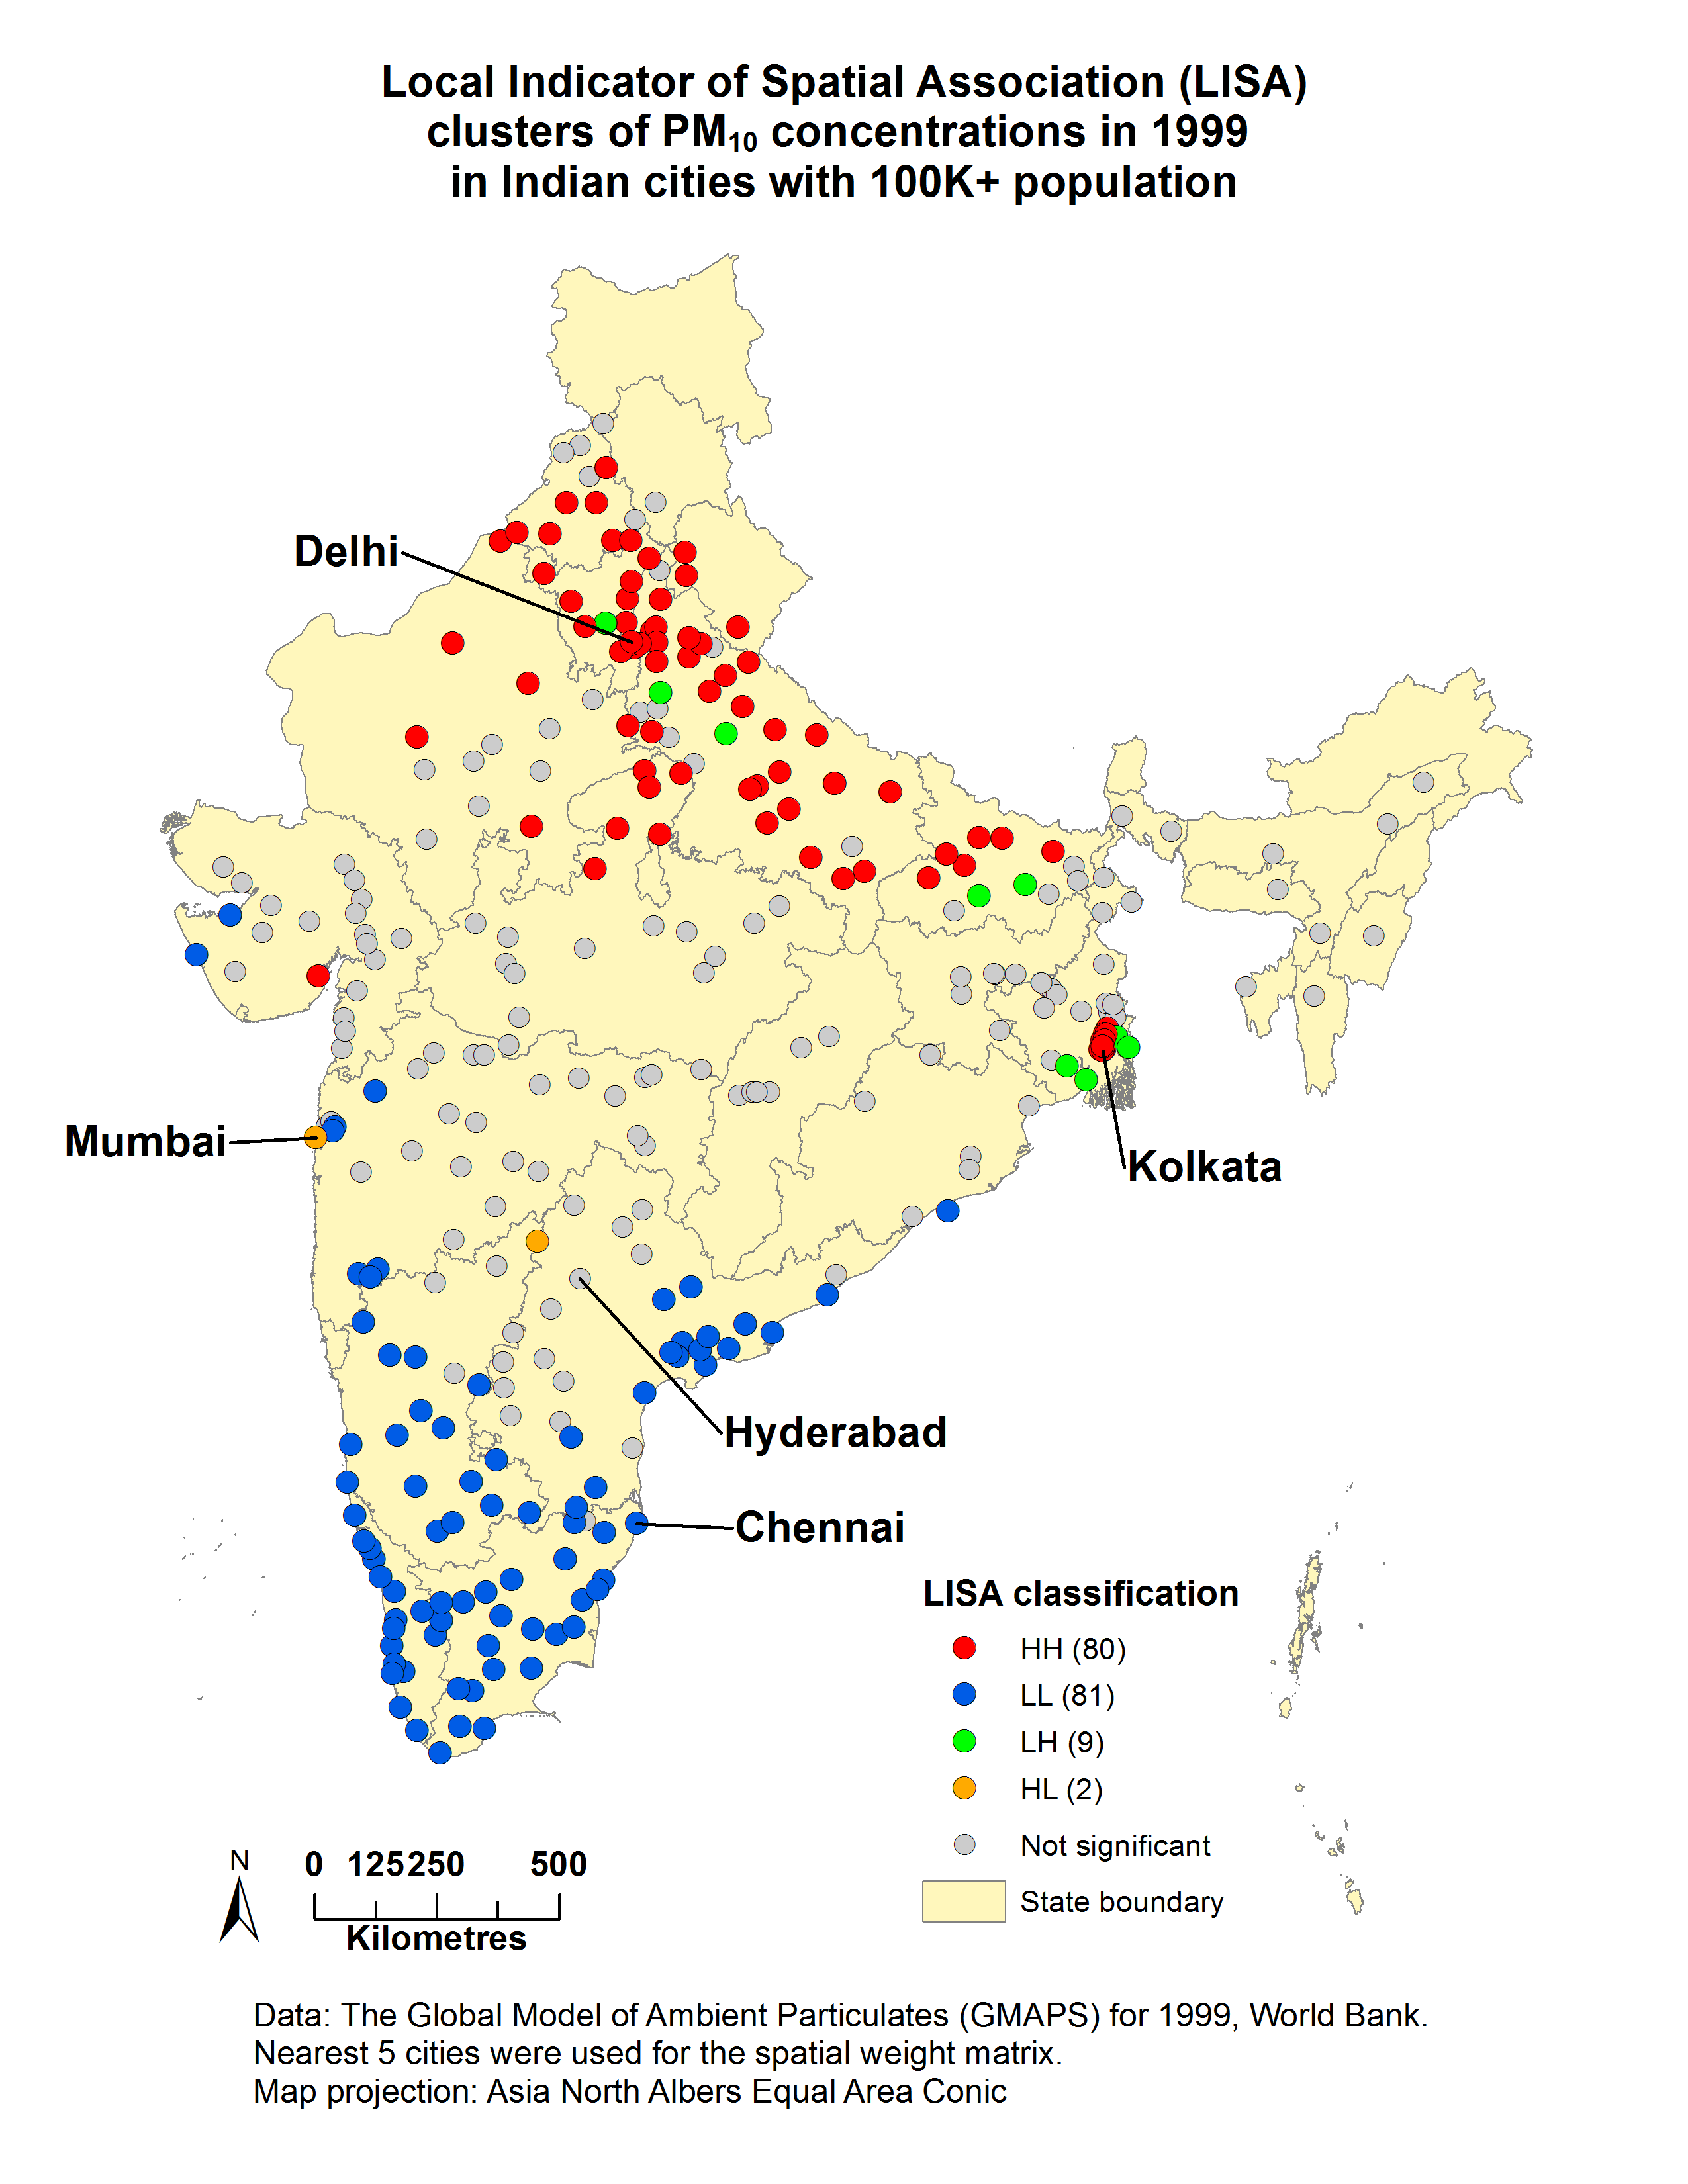 Local Indicator of Spatial Association (LISA)
clusters of PM₁₀ concentrations in 1999
in Indian cities with 100K+ population
Delhi
Mumbai
Kolkata
Hyderabad
Chennai
LISA classification
HH (80)
LL (81)
LH (9)
HL (2)
Not significant
State boundary
N
0 125 250 500
Kilometres
Data: The Global Model of Ambient Particulates (GMAPS) for 1999, World Bank.
Nearest 5 cities were used for the spatial weight matrix.
Map projection: Asia North Albers Equal Area Conic